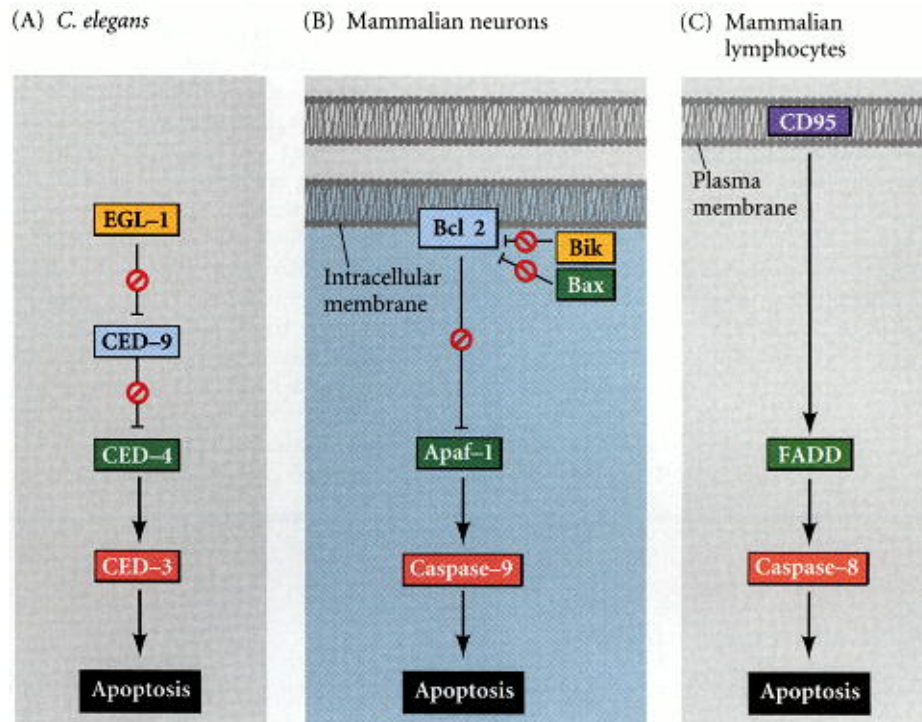 (A) C. elegans
EGL–1
CED–9
CED–4
CED–3
Apoptosis
(B) Mammalian neurons
Bcl 2
Bik
Bax
Intracellular
membrane
Apaf–1
Caspase–9
Apoptosis
(C) Mammalian
lymphocytes
CD95
Plasma
membrane
FADD
Caspase–8
Apoptosis